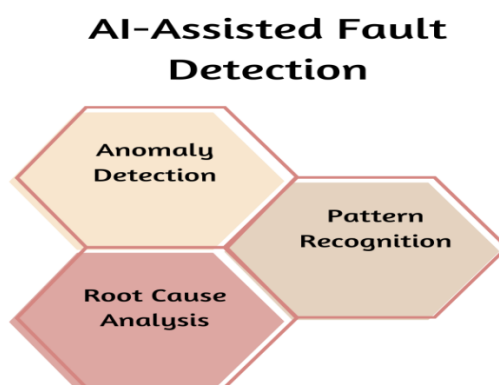 AI-Assisted Fault
Detection
Anomaly
Detection
Pattern
Recognition
Root Cause
Analysis